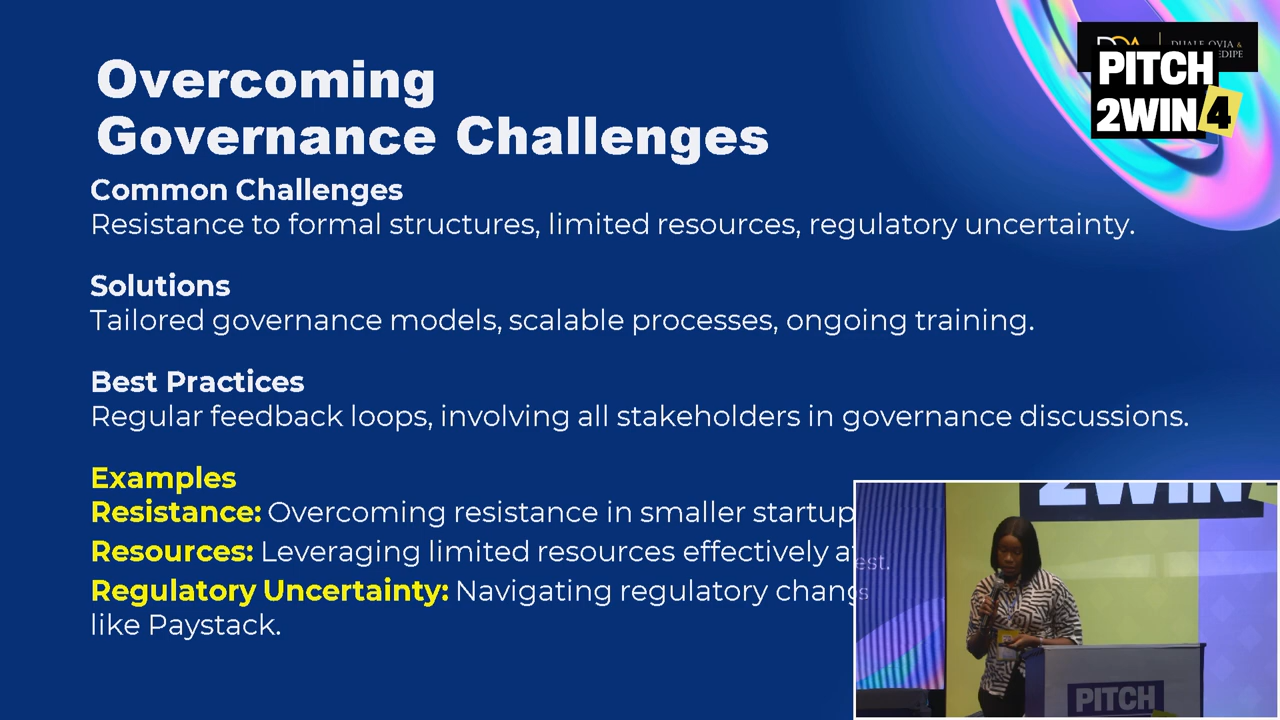 Overcoming
Governance Challenges
PITCH
2WIN4
Common Challenges
Resistance to formal structures, limited resources, regulatory uncertainty.
Solutions
Tailored governance models, scalable processes, ongoing training.
Best Practices
Regular feedback loops, involving all stakeholders in governance discussions.
Examples
Resistance: Overcoming resistance in smaller startup
Resources: Leveraging limited resources effectively
Regulatory Uncertainty: Navigating regulatory
like Paystack.
2WIN
PITCH